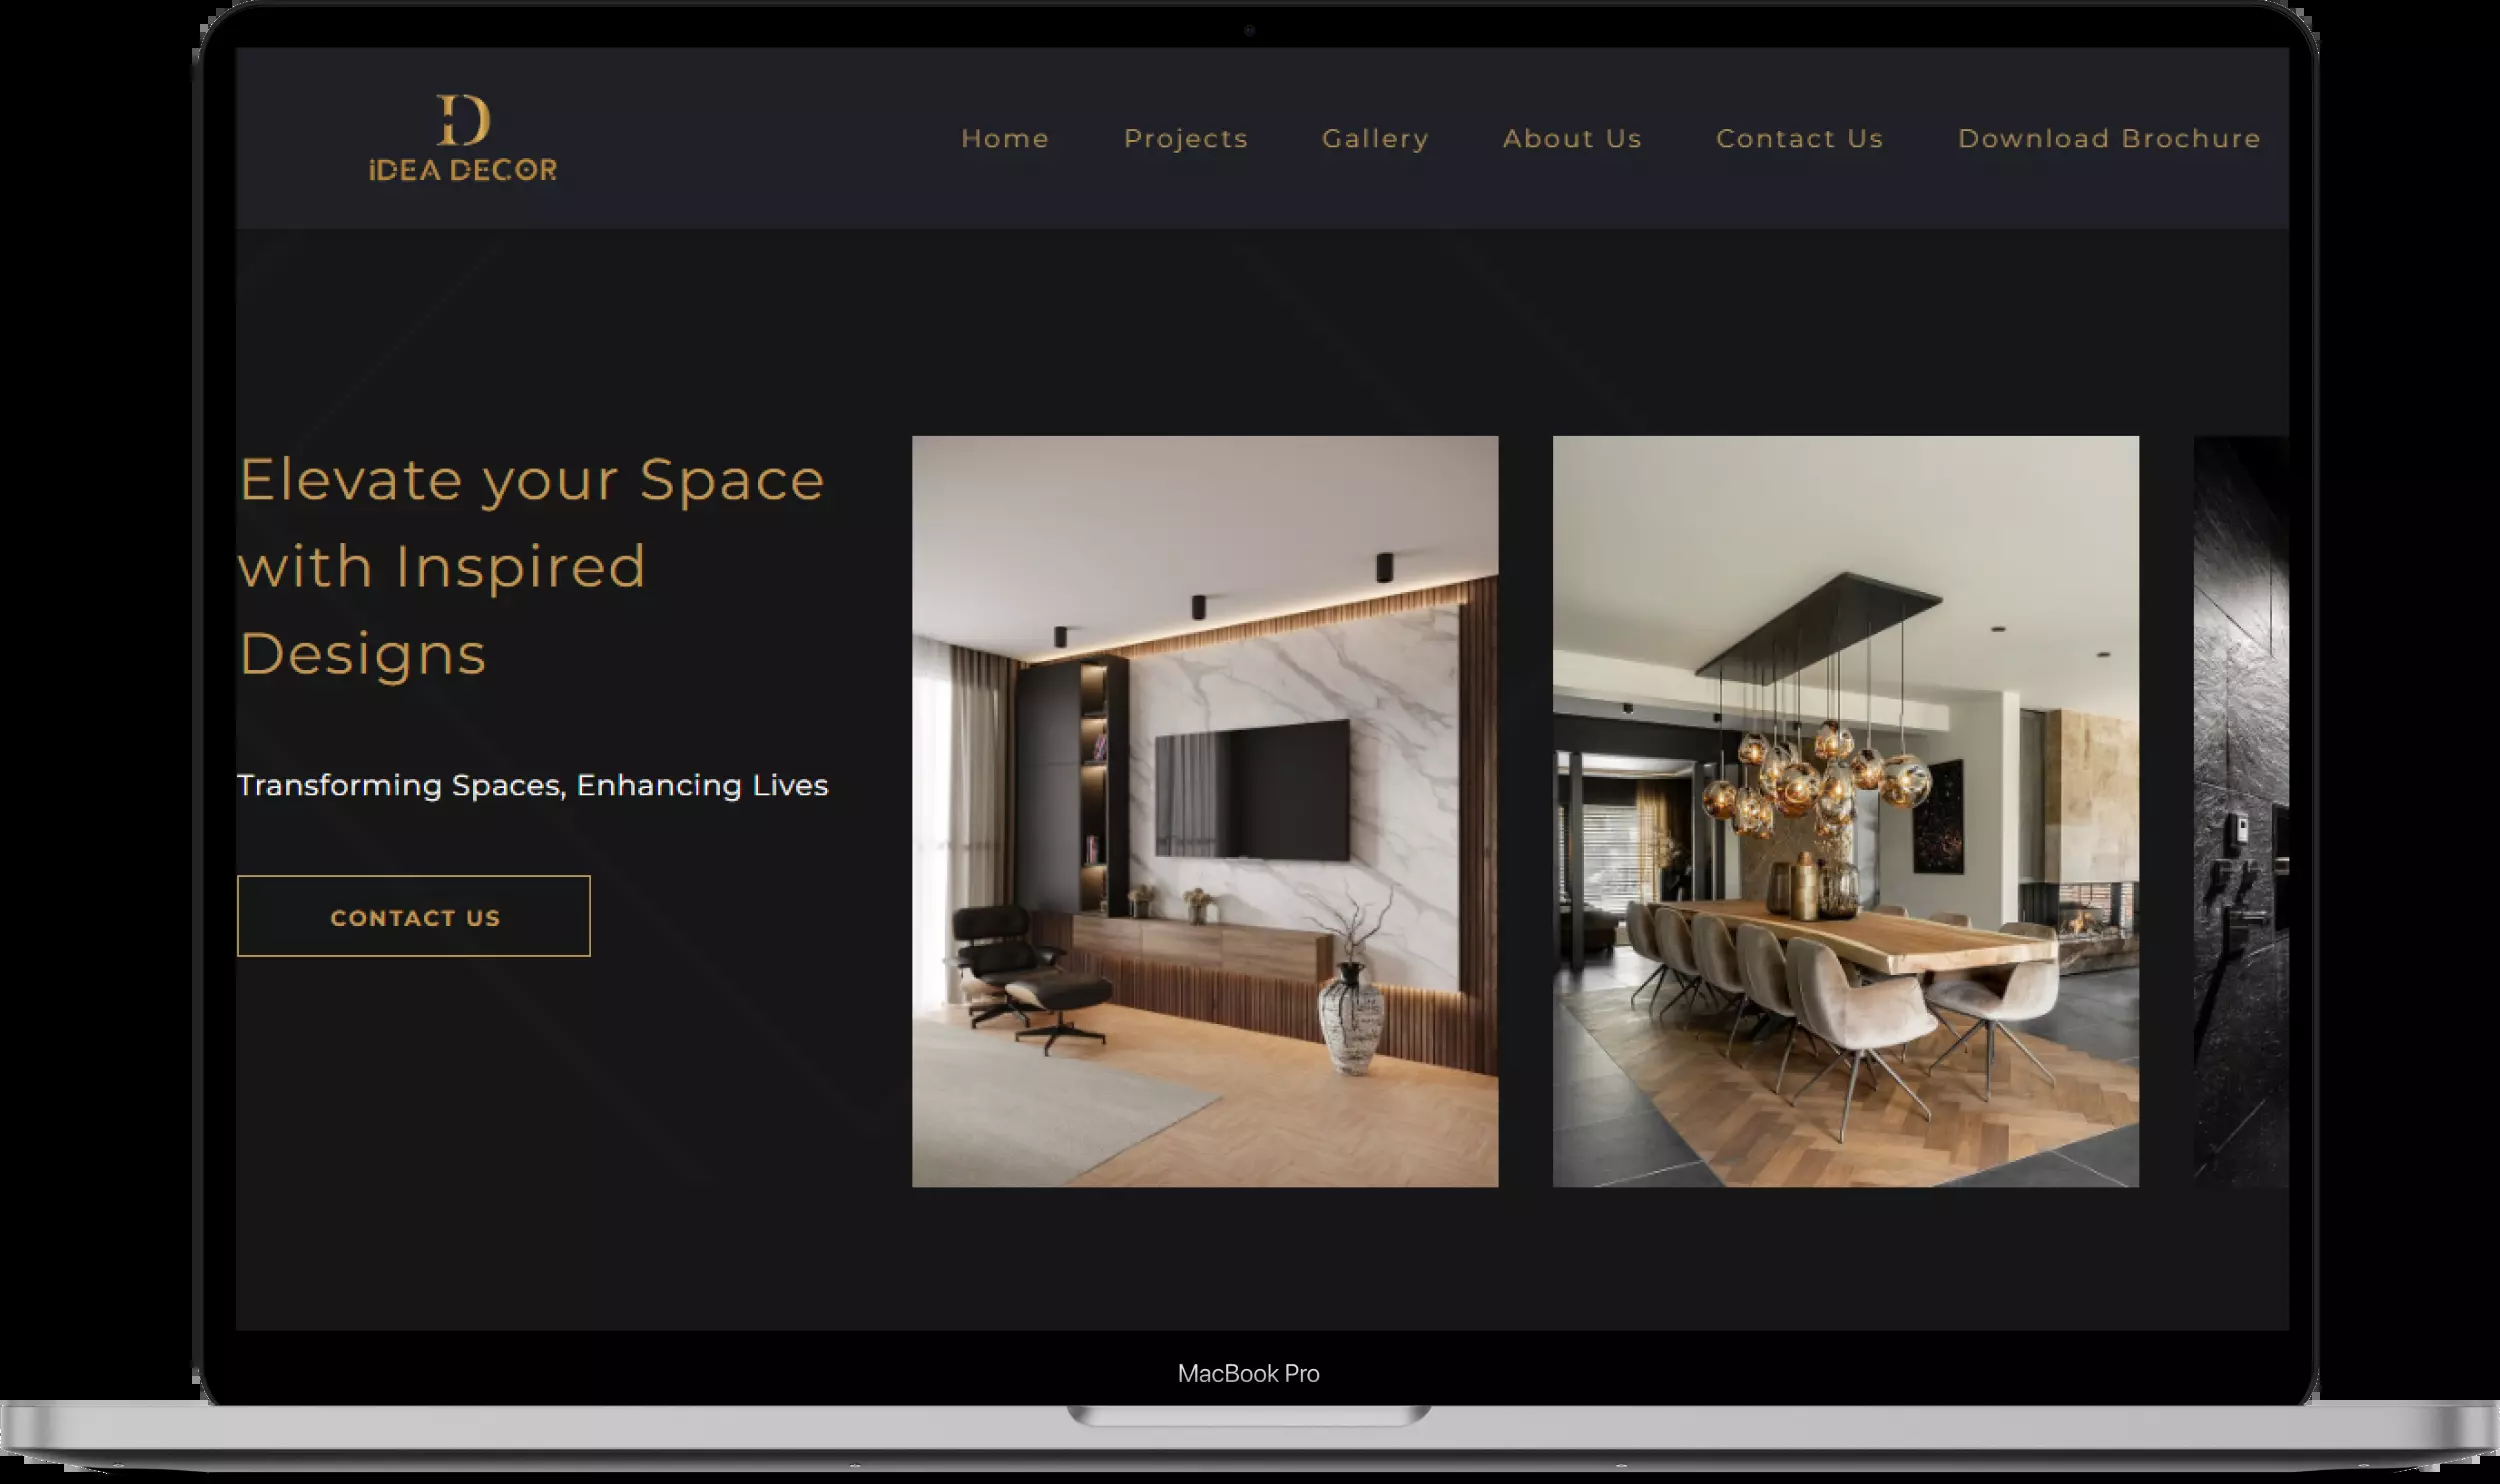 iDEA DECOR
Home Projects Gallery About Us Contact Us Download Brochure
Elevate your Space
with Inspired
Designs
Transforming Spaces, Enhancing Lives
CONTACT US
MacBook Pro